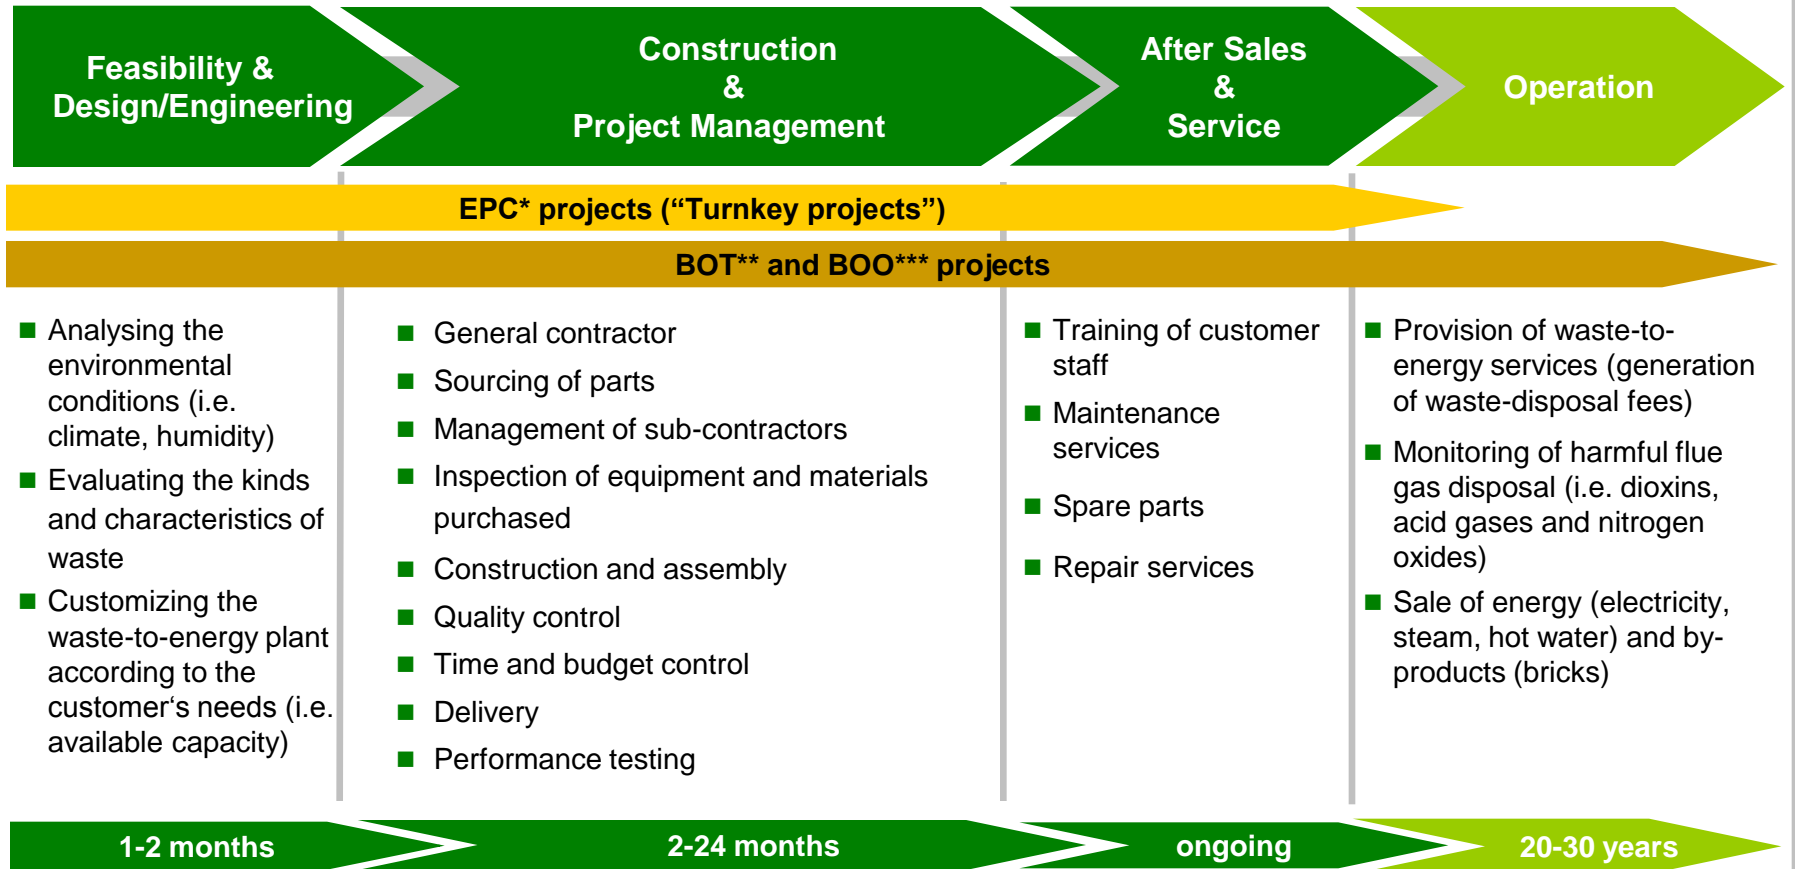 Feasibility &
Design/Engineering
Construction
&
Project Management
After Sales
&
Service
Operation
EPC* projects (“Turnkey projects”)
BOT** and BOO*** projects
Analysing the
environmental
conditions (i.e.
climate, humidity)
Evaluating the kinds
and characteristics of
waste
Customizing the
waste-to-energy plant
according to the
customer‘s needs (i.e.
available capacity)
General contractor
Sourcing of parts
Management of sub-contractors
Inspection of equipment and materials
purchased
Construction and assembly
Quality control
Time and budget control
Delivery
Performance testing
Training of customer
staff
Maintenance
services
Spare parts
Repair services
Provision of waste-to-
energy services (generation
of waste-disposal fees)
Monitoring of harmful flue
gas disposal (i.e. dioxins,
acid gases and nitrogen
oxides)
Sale of energy (electricity,
steam, hot water) and by-
products (bricks)
1-2 months
2-24 months
ongoing
20-30 years